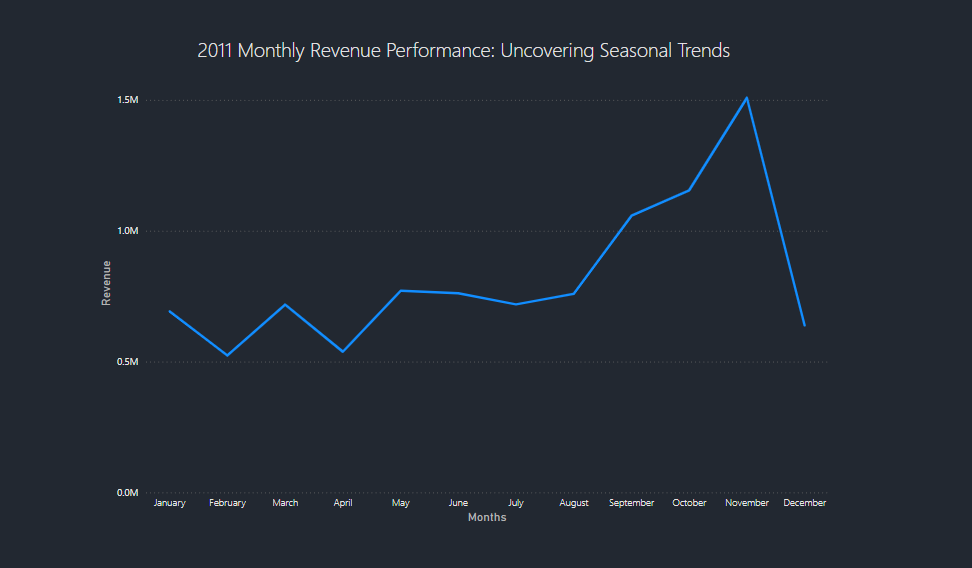 2011 Monthly Revenue Performance: Uncovering Seasonal Trends
1.5M
1.0M
Revenue
0.5M
0.0M
January February March April May June July August September October November December
Months